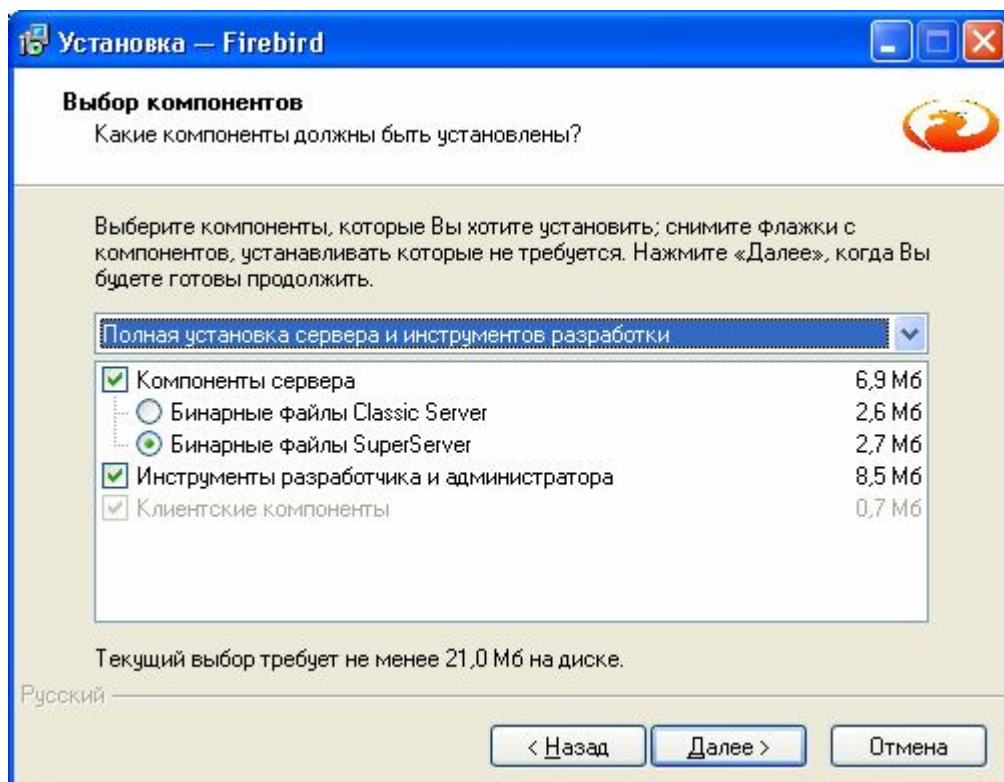 Установка — Firebird
Выбор компонентов
Какие компоненты должны быть установлены?
Выберите компоненты, которые Вы хотите установить; снимите флажки с
компонентов, устанавливать которые не требуется. Нажмите «Далее», когда Вы
будете готовы продолжить.
Полная установка сервера и инструментов разработки
Компоненты сервера 6,9 Мб
Бинарные файлы Classic Server 2,6 Мб
Бинарные файлы SuperServer 2,7 Мб
Инструменты разработчика и администратора 8,5 Мб
Клиентские компоненты 0,7 Мб
Текущий выбор требует не менее 21,0 Мб на диске.
Русский
< Назад Далее > Отмена